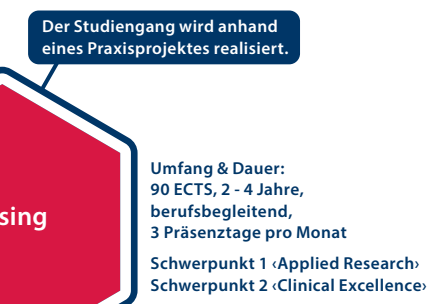 Der Studiengang wird anhand
eines Praxisprojektes realisiert.
sing
Umfang & Dauer:
90 ECTS, 2 - 4 Jahre,
berufsbegleitend,
3 Präsenztage pro Monat
Schwerpunkt 1 ‹Applied Research›
Schwerpunkt 2 ‹Clinical Excellence›